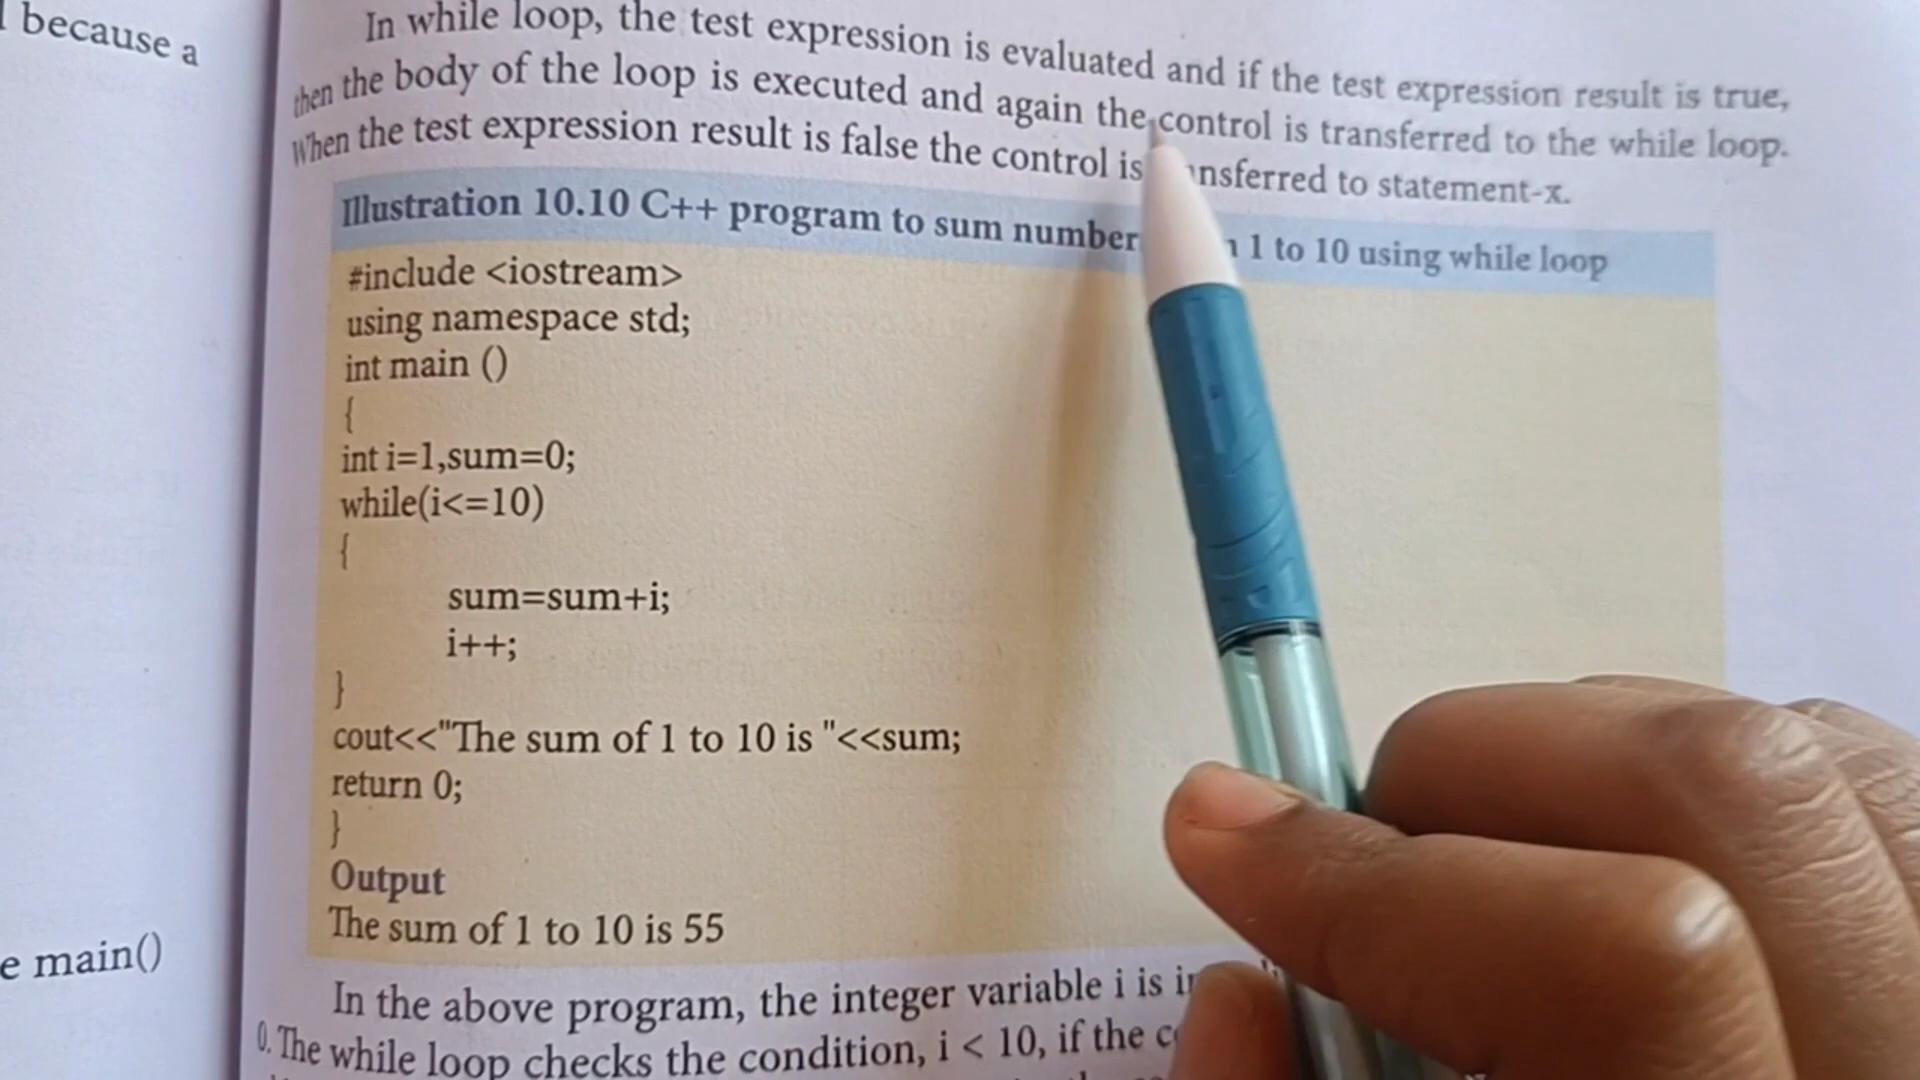 because a
In while loop, the test expression is evaluated and if the test expression result is true,
then the body of the loop is executed and again the control is transferred to the while loop.
When the test expression result is false the control is nsferred to statement-x.
Illustration 10.10 C++ program to sum number 1 to 10 using while loop
#include <iostream>
using namespace std;
int main ()
{
int i=1,sum=0;
while(i<=10)
{
sum=sum+i;
i++;
}
cout<<"The sum of 1 to 10 is "<<sum;
return 0;
}
Output
The sum of 1 to 10 is 55
e main()
In the above program, the integer variable i is
0. The while loop checks the condition, i < 10, if the